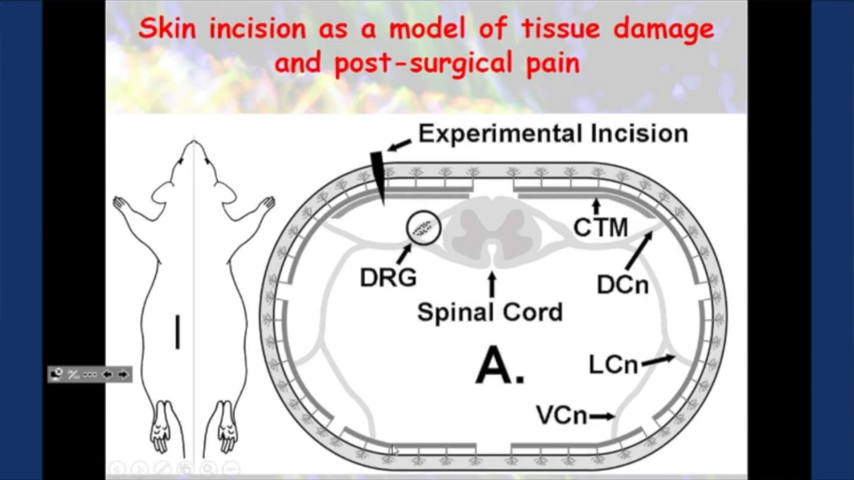 Skin incision as a model of tissue damage
and post-surgical pain
Experimental Incision
CTM
DRG
DCn
Spinal Cord
A.
LCn
VCn